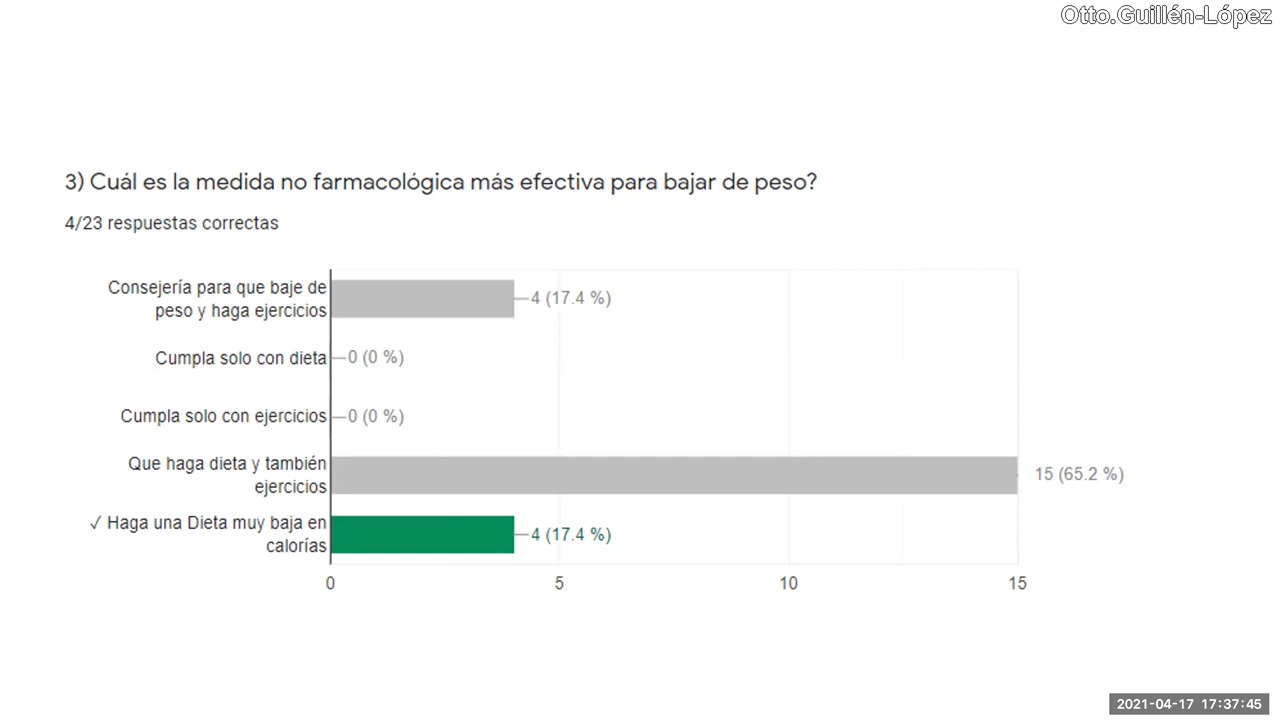 Otto.Guillén-López
3) Cuál es la medida no farmacológica más efectiva para bajar de peso?
4/23 respuestas correctas
Consejería para que baje de
peso y haga ejercicios
4 (17.4 %)
Cumpla solo con dieta
0 (0 %)
Cumpla solo con ejercicios
0 (0 %)
Que haga dieta y también
ejercicios
15 (65.2 %)
✓ Haga una Dieta muy baja en
calorías
4 (17.4 %)
0 5 10 15
2021-04-17 17:37:45